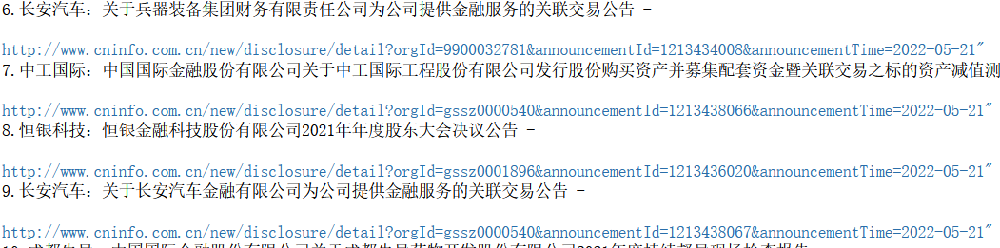 6.长安汽车：关于兵器装备集团财务有限责任公司为公司提供金融服务的关联交易公告 -
http://www.cninfo.com.cn/new/disclosure/detail?orgId=9900032781&announcementId=1213434008&announcementTime=2022-05-21"
7.中工国际：中国国际金融股份有限公司关于中工国际工程股份有限公司发行股份购买资产并募集配套资金暨关联交易之标的资产减值测
http://www.cninfo.com.cn/new/disclosure/detail?orgId=gssz0000540&announcementId=1213438066&announcementTime=2022-05-21"
8.恒银科技：恒银金融科技股份有限公司2021年年度股东大会决议公告 -
http://www.cninfo.com.cn/new/disclosure/detail?orgId=gssz0001896&announcementId=1213436020&announcementTime=2022-05-21"
9.长安汽车：关于长安汽车金融有限公司为公司提供金融服务的关联交易公告 -
http://www.cninfo.com.cn/new/disclosure/detail?orgId=gssz0000540&announcementId=1213438067&announcementTime=2022-05-21"